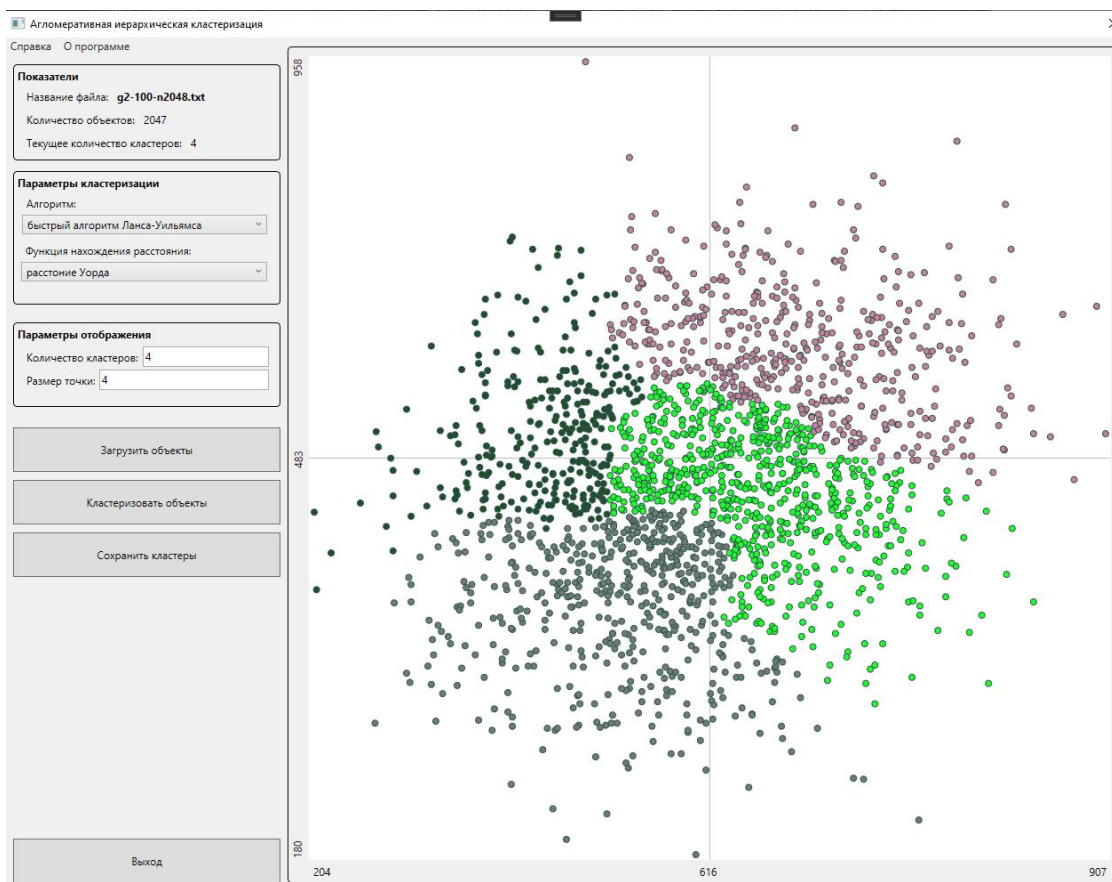 Агломеративная иерархическая кластеризация
Справка О программе
Показатели
Название файла: g2-100-n2048.txt
Количество объектов: 2047
Текущее количество кластеров: 4
Параметры кластеризации
Алгоритм:
быстрый алгоритм Ланса-Уильямса
Функция нахождения расстояния:
расстоние Уорда
Параметры отображения
Количество кластеров: 4
Размер точки: 4
Загрузить объекты
Кластеризовать объекты
Сохранить кластеры
Выход
958
483
180
204 616 907